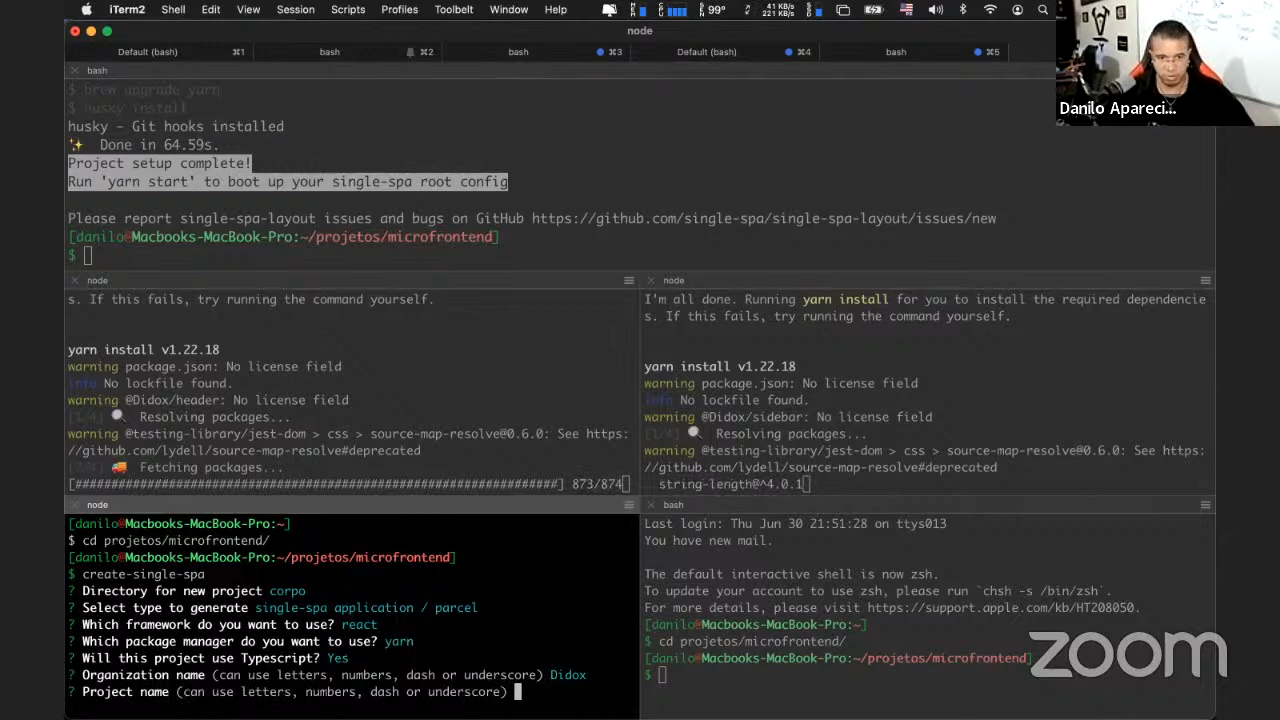 iTerm2 Shell Edit View Session Scripts Profiles Toolbelt Window Help 99° 41 KB/s 221 KB/s
node
Default (bash) ⌘1 bash ⌘2 bash ⌘3 Default (bash) ⌘4 bash ⌘5
bash
$ brew upgrade yarn
$ husky install
husky - Git hooks installed
✨ Done in 64.59s.
Project setup complete!
Run 'yarn start' to boot up your single-spa root config
Please report single-spa-layout issues and bugs on GitHub https://github.com/single-spa/single-spa-layout/issues/new
[danilo@Macbooks-MacBook-Pro:~/projetos/microfrontend]
$
node
s. If this fails, try running the command yourself.
yarn install v1.22.18
warning package.json: No license field
info No lockfile found.
warning @Didox/header: No license field
[1/4] 🔍 Resolving packages...
warning @testing-library/jest-dom > css > source-map-resolve@0.6.0: See https:
//github.com/lydell/source-map-resolve#deprecated
[2/4] 🚚 Fetching packages...
[################################################################] 873/874
node
I'm all done. Running yarn install for you to install the required dependencie
s. If this fails, try running the command yourself.
yarn install v1.22.18
warning package.json: No license field
info No lockfile found.
warning @Didox/sidebar: No license field
[1/4] 🔍 Resolving packages...
warning @testing-library/jest-dom > css > source-map-resolve@0.6.0: See https:
//github.com/lydell/source-map-resolve#deprecated
string-length@^4.0.1
node
[danilo@Macbooks-MacBook-Pro:~]
$ cd projetos/microfrontend/
[danilo@Macbooks-MacBook-Pro:~/projetos/microfrontend]
$ create-single-spa
? Directory for new project corpo
? Select type to generate single-spa application / parcel
? Which framework do you want to use? react
? Which package manager do you want to use? yarn
? Will this project use Typescript? Yes
? Organization name (can use letters, numbers, dash or underscore) Didox
? Project name (can use letters, numbers, dash or underscore)
bash
Last login: Thu Jun 30 21:51:28 on ttys013
You have new mail.
The default interactive shell is now zsh.
To update your account to use zsh, please run `chsh -s /bin/zsh`.
For more details, please visit https://support.apple.com/kb/HT208050.
[danilo@Macbooks-MacBook-Pro:~]
$ cd projetos/microfrontend/
[danilo@Macbooks-MacBook-Pro:~/projetos/microfrontend]
$
Danilo Apareci...
zoom